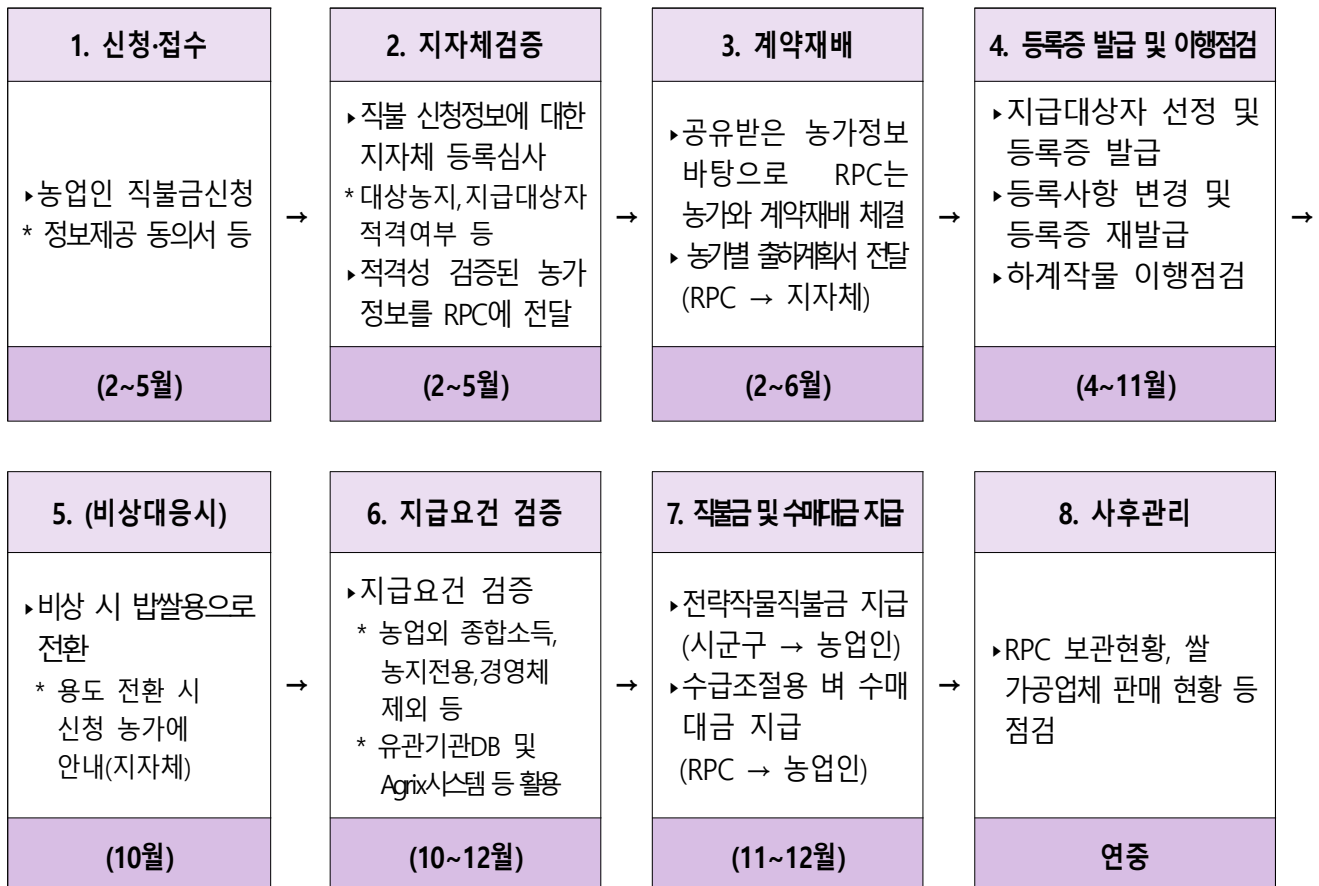 1. 신청·접수
▸농업인 직불금신청
* 정보제공 동의서 등
(2~5월)
→
2. 지자체검증
▸직불 신청정보에 대한
지자체 등록심사
* 대상농지, 지급대상자
적격여부 등
▸적격성 검증된 농가
정보를 RPC에 전달
(2~5월)
→
3. 계약재배
▸공유받은 농가정보
바탕으로 RPC는
농가와 계약재배 체결
▸농가별 출하계획서 전달
(RPC → 지자체)
(2~6월)
→
4. 등록증 발급 및 이행점검
▸지급대상자 선정 및
등록증 발급
▸등록사항 변경 및
등록증 재발급
▸하계작물 이행점검
(4~11월)
→
5. (비상대응시)
▸비상 시 밥쌀용으로
전환
* 용도 전환 시
신청 농가에
안내(지자체)
(10월)
→
6. 지급요건 검증
▸지급요건 검증
* 농업외 종합소득,
농지전용,경영체
제외 등
* 유관기관DB 및
Agrix시스템 등 활용
(10~12월)
→
7. 직불금 및 수매대금 지급
▸전략작물직불금 지급
(시군구 → 농업인)
▸수급조절용 벼 수매
대금 지급
(RPC → 농업인)
(11~12월)
→
8. 사후관리
▸RPC 보관현황, 쌀
가공업체 판매 현황 등
점검
연중